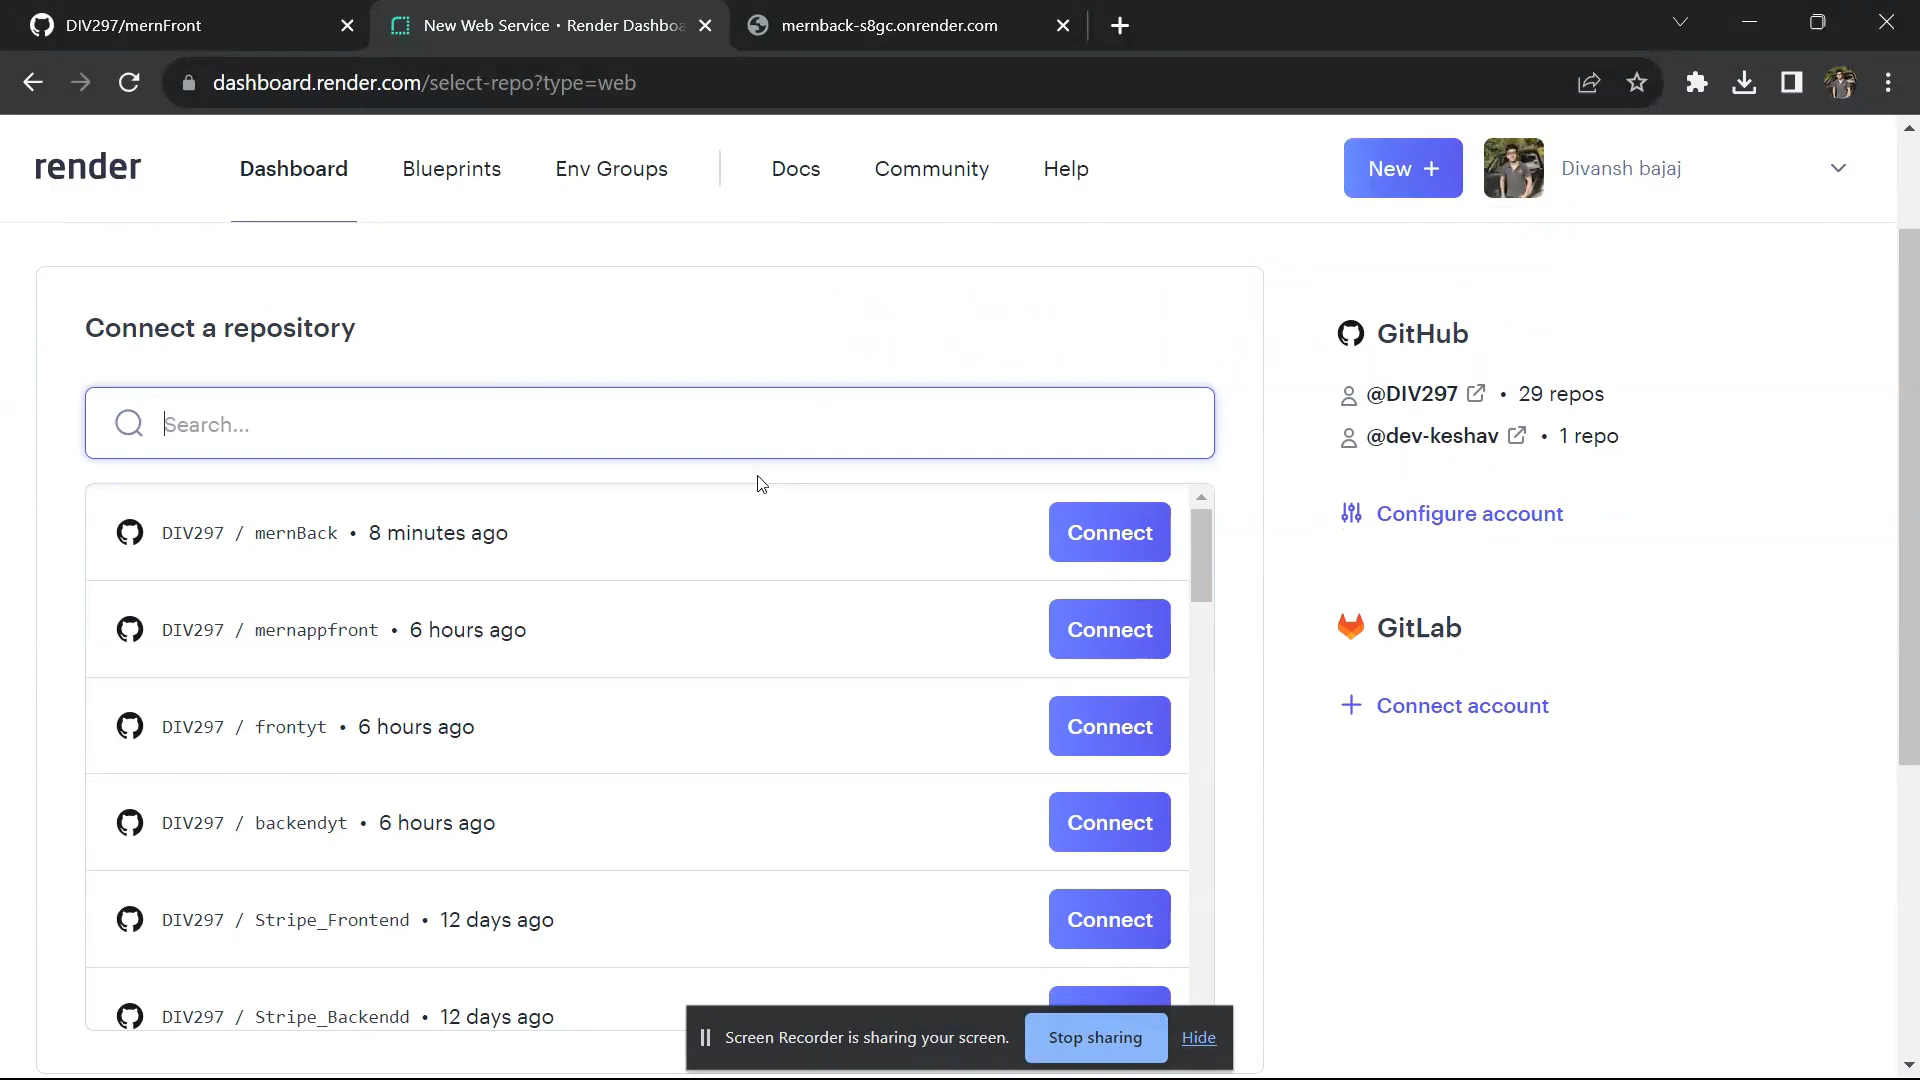 DIV297/mernFront
New Web Service • Render Dashboa
mernback-s8gc.onrender.com
dashboard.render.com/select-repo?type=web
render
Dashboard
Blueprints
Env Groups
Docs
Community
Help
New +
Divansh bajaj
Connect a repository
Search...
DIV297 / mernBack • 8 minutes ago
Connect
DIV297 / mernappfront • 6 hours ago
Connect
DIV297 / frontyt • 6 hours ago
Connect
DIV297 / backendyt • 6 hours ago
Connect
DIV297 / Stripe_Frontend • 12 days ago
Connect
DIV297 / Stripe_Backendd • 12 days ago
GitHub
@DIV297 • 29 repos
@dev-keshav • 1 repo
Configure account
GitLab
+ Connect account
Screen Recorder is sharing your screen.
Stop sharing
Hide